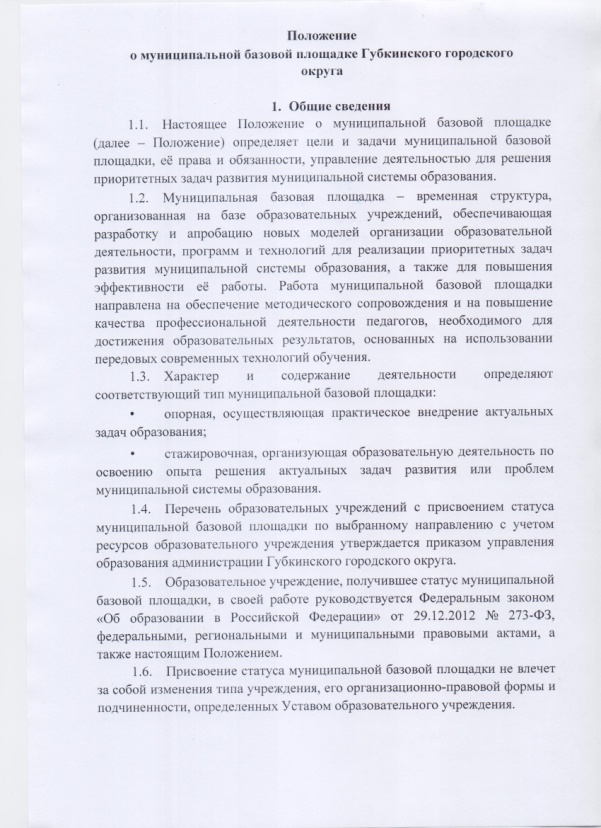 Положение
о муниципальной базовой площадке Губкинского городского
округа
1. Общие сведения
1.1. Настоящее Положение о муниципальной базовой площадке
(далее – Положение) определяет цели и задачи муниципальной базовой
площадки, её права и обязанности, управление деятельностью для решения
приоритетных задач развития муниципальной системы образования.
1.2. Муниципальная базовая площадка – временная структура,
организованная на базе образовательных учреждений, обеспечивающая
разработку и апробацию новых моделей организации образовательной
деятельности, программ и технологий для реализации приоритетных задач
развития муниципальной системы образования, а также для повышения
эффективности её работы. Работа муниципальной базовой площадки
направлена на обеспечение методического сопровождения и на повышение
качества профессиональной деятельности педагогов, необходимого для
достижения образовательных результатов, основанных на использовании
передовых современных технологий обучения.
1.3. Характер и содержание деятельности определяют
соответствующий тип муниципальной базовой площадки:
• опорная, осуществляющая практическое внедрение актуальных
задач образования;
• стажировочная, организующая образовательную деятельность по
освоению опыта решения актуальных задач развития или проблем
муниципальной системы образования.
1.4. Перечень образовательных учреждений с присвоением статуса
муниципальной базовой площадки по выбранному направлению с учетом
ресурсов образовательного учреждения утверждается приказом управления
образования администрации Губкинского городского округа.
1.5. Образовательное учреждение, получившее статус муниципальной
базовой площадки, в своей работе руководствуется Федеральным законом
«Об образовании в Российской Федерации» от 29.12.2012 № 273-ФЗ,
федеральными, региональными и муниципальными правовыми актами, а
также настоящим Положением.
1.6. Присвоение статуса муниципальной базовой площадки не влечет
за собой изменения типа учреждения, его организационно-правовой формы и
подчиненности, определенных Уставом образовательного учреждения.